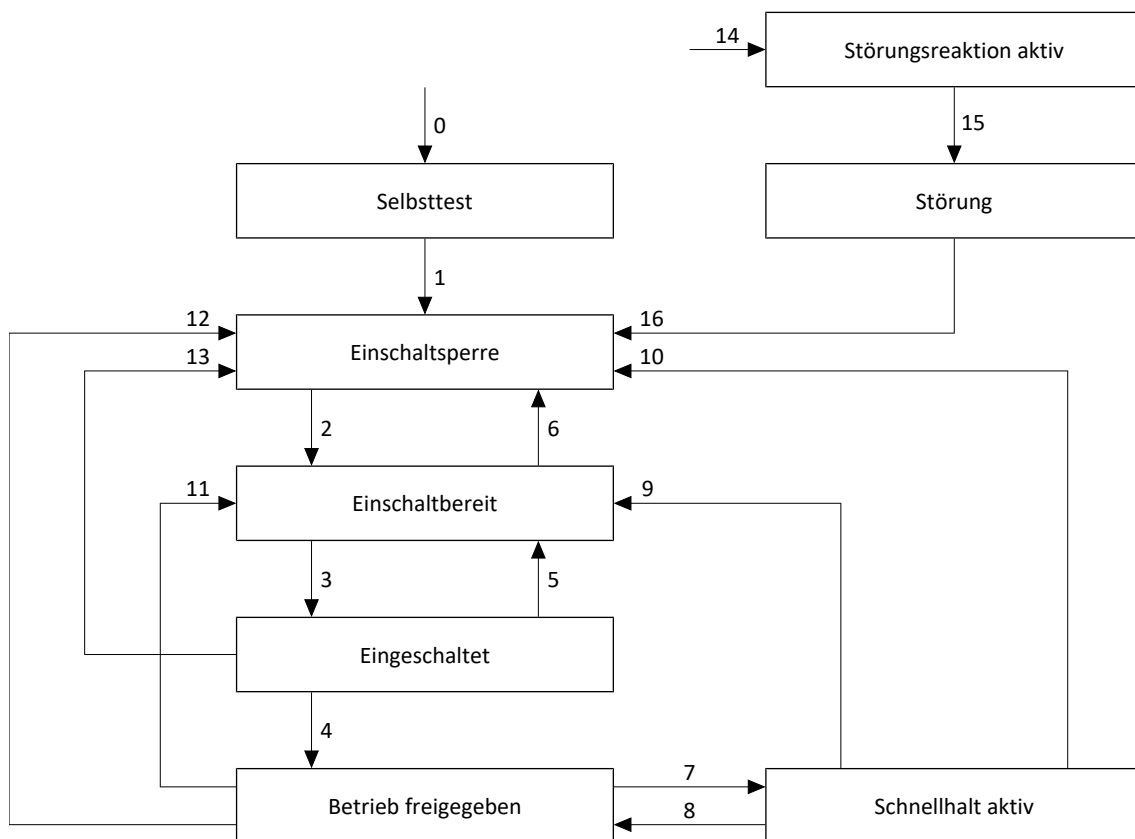 14
Störungsreaktion aktiv
0
15
Selbsttest
Störung
1
12
16
Einschaltsperre
13
10
2
6
11
Einschaltbereit
9
3
5
Eingeschaltet
4
7
Betrieb freigegeben
Schnellhalt aktiv
8